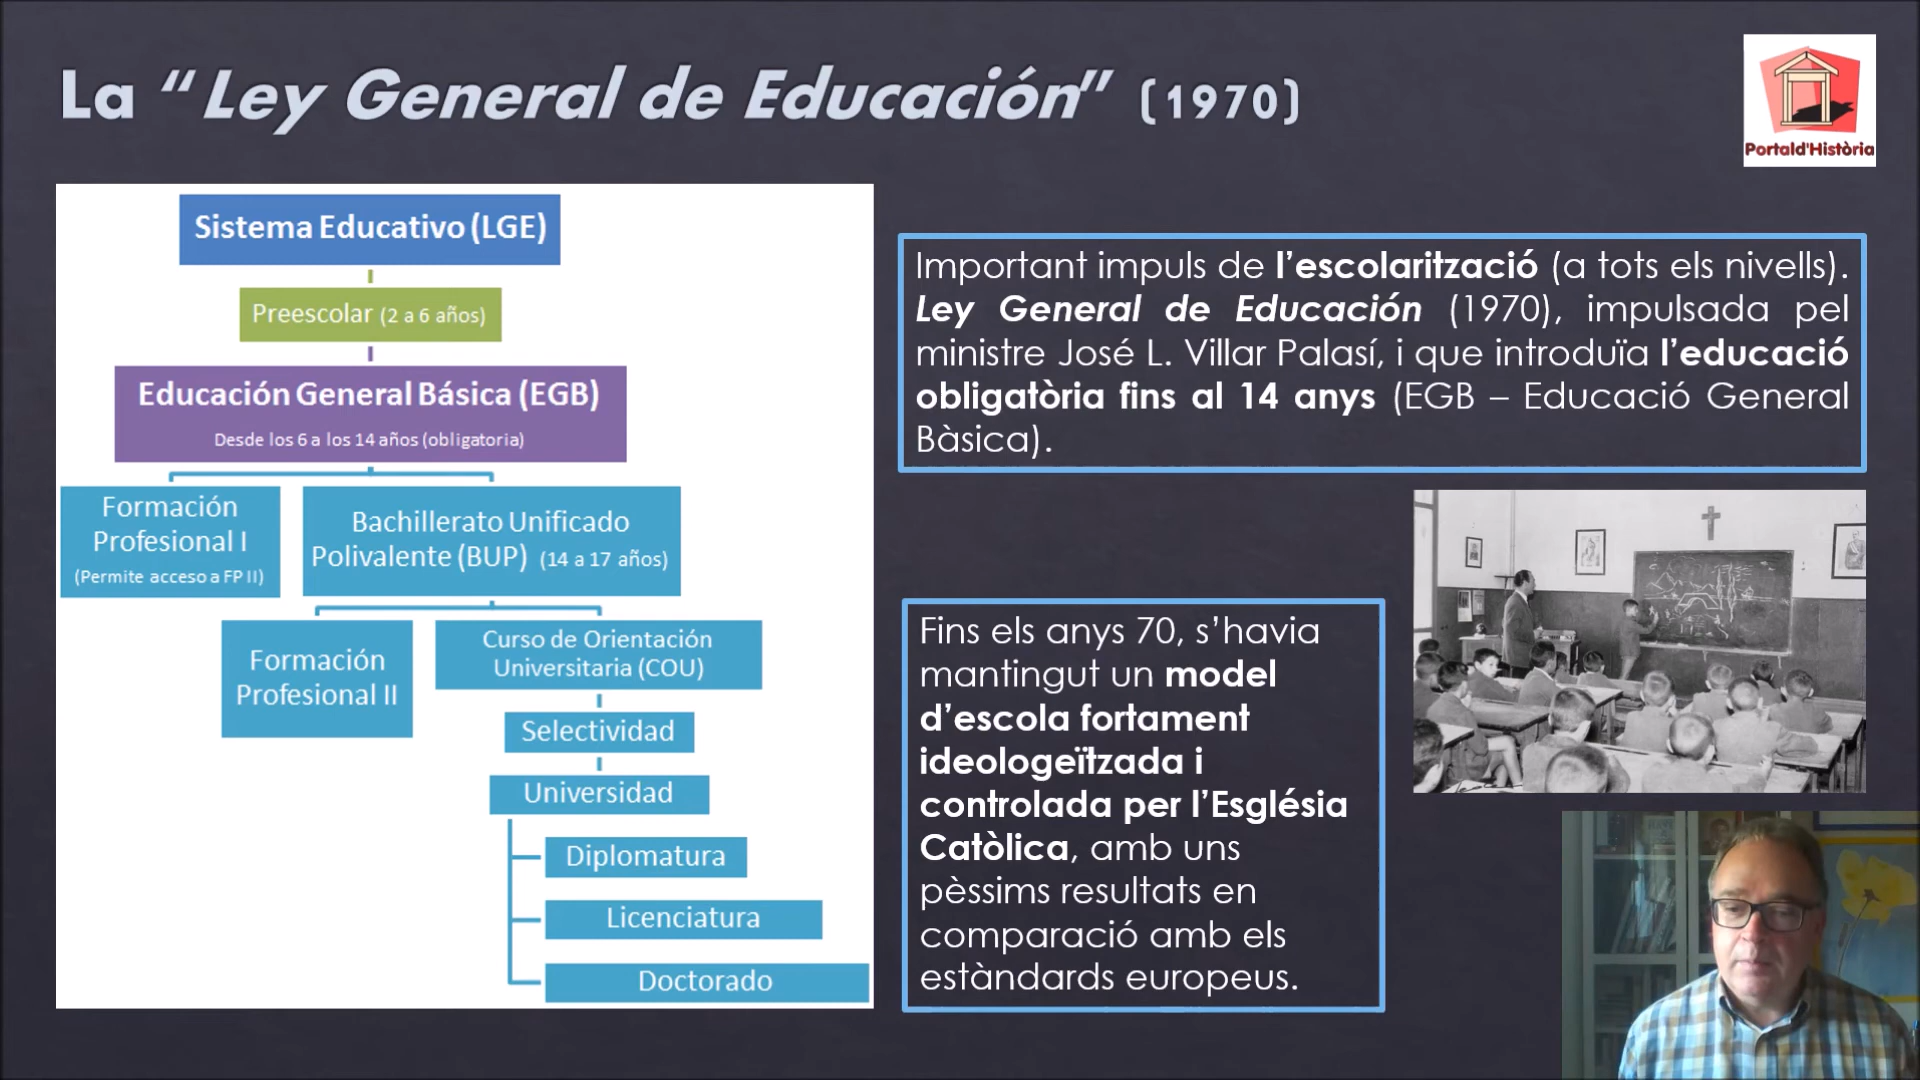 La “Ley General de Educación” (1970)
Portald'Història
Sistema Educativo (LGE)
Preescolar (2 a 6 años)
Educación General Básica (EGB)
Desde los 6 a los 14 años (obligatoria)
Formación
Profesional I
(Permite acceso a FP II)
Bachillerato Unificado
Polivalente (BUP) (14 a 17 años)
Formación
Profesional II
Curso de Orientación
Universitaria (COU)
Selectividad
Universidad
Diplomatura
Licenciatura
Doctorado
Important impuls de l’escolarització (a tots els nivells).
Ley General de Educación (1970), impulsada pel
ministre José L. Villar Palasí, i que introduïa l’educació
obligatòria fins al 14 anys (EGB – Educació General
Bàsica).
Fins els anys 70, s’havia
mantingut un model
d’escola fortament
ideologeïtzada i
controlada per l’Església
Catòlica, amb uns
pèssims resultats en
comparació amb els
estàndards europeus.